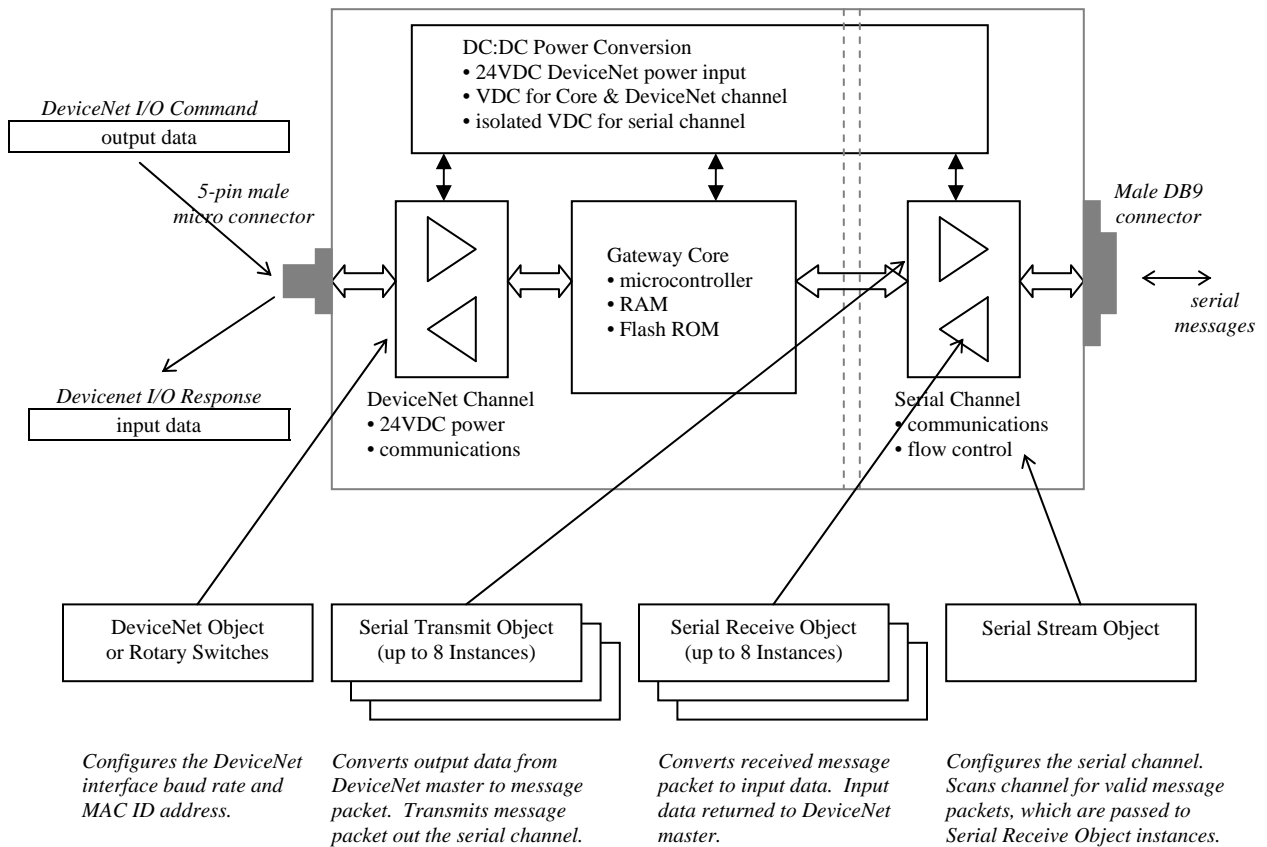 DC:DC Power Conversion
• 24VDC DeviceNet power input
• VDC for Core & DeviceNet channel
• isolated VDC for serial channel
DeviceNet I/O Command
output data
5-pin male
micro connector
Male DB9
connector
Gateway Core
• microcontroller
• RAM
• Flash ROM
serial
messages
Devicenet I/O Response
input data
DeviceNet Channel
• 24VDC power
• communications
Serial Channel
• communications
• flow control
DeviceNet Object
or Rotary Switches
Serial Transmit Object
(up to 8 Instances)
Serial Receive Object
(up to 8 Instances)
Serial Stream Object
Configures the DeviceNet
interface baud rate and
MAC ID address.
Converts output data from
DeviceNet master to message
packet.  Transmits message
packet out the serial channel.
Converts received message
packet to input data.  Input
data returned to DeviceNet
master.
Configures the serial channel.
Scans channel for valid message
packets, which are passed to
Serial Receive Object instances.